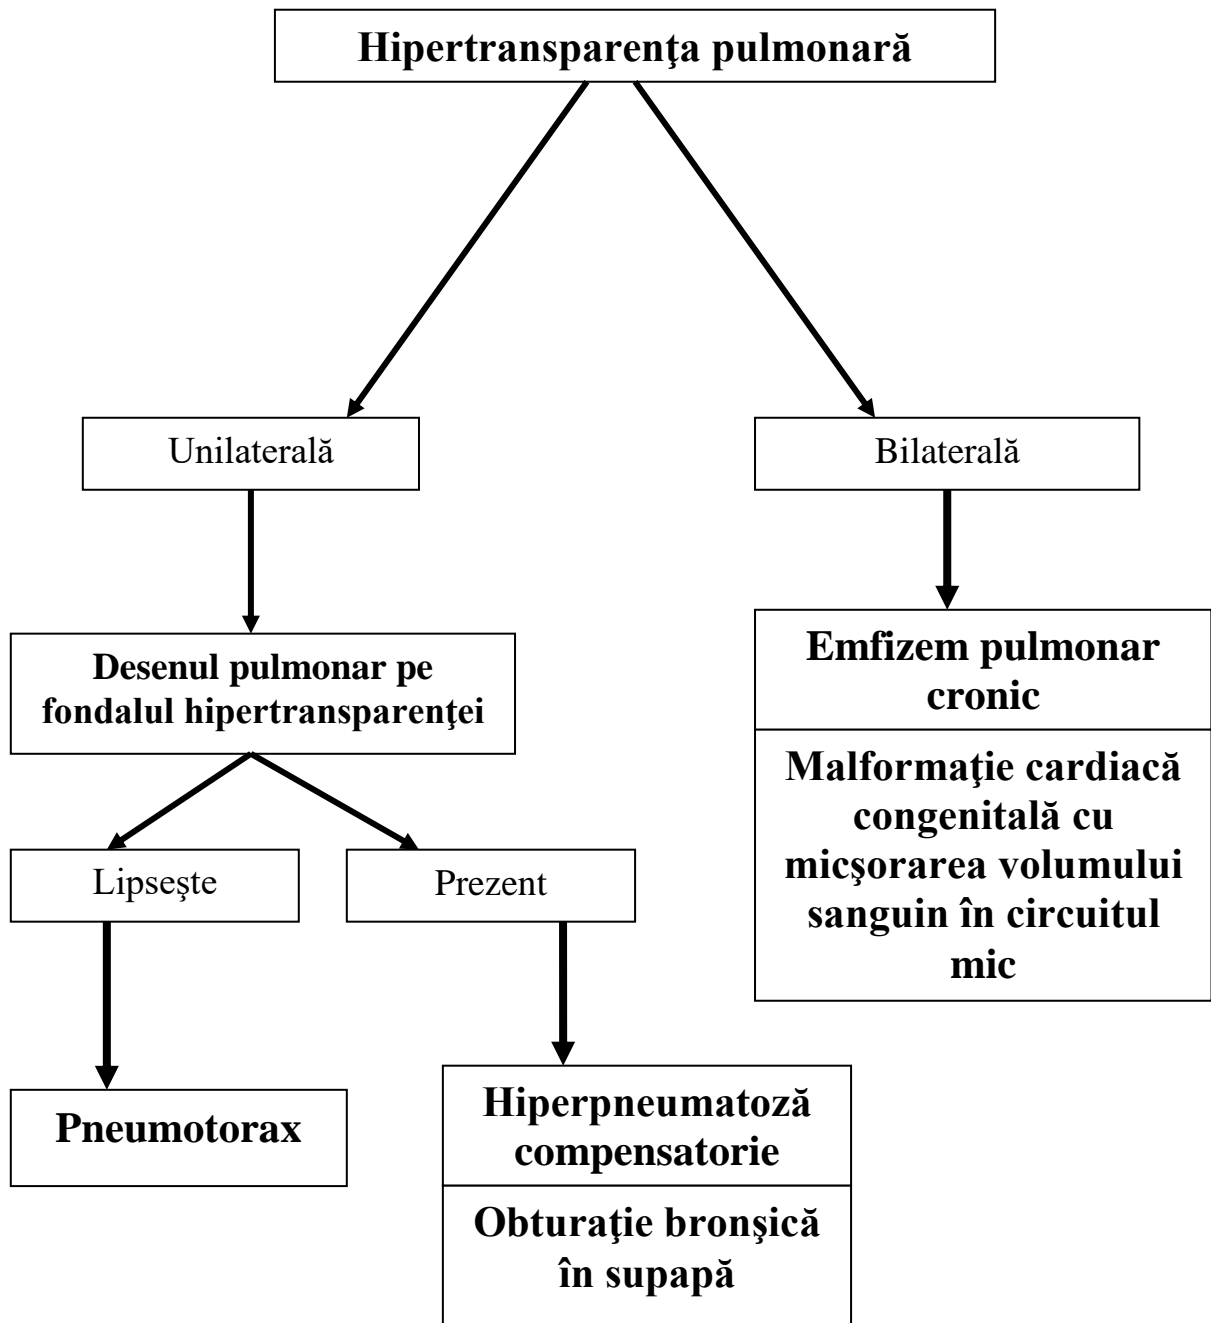 Hipertransparenţa pulmonară
Unilaterală
Bilaterală
Desenul pulmonar pe
fondalul hipertransparenţei
Emfizem pulmonar
cronic
Malformaţie cardiacă
congenitală cu
micşorarea volumului
sanguin în circuitul
mic
Lipseşte
Prezent
Pneumotorax
Hiperpneumatoză
compensatorie
Obturaţie bronşică
în supapă